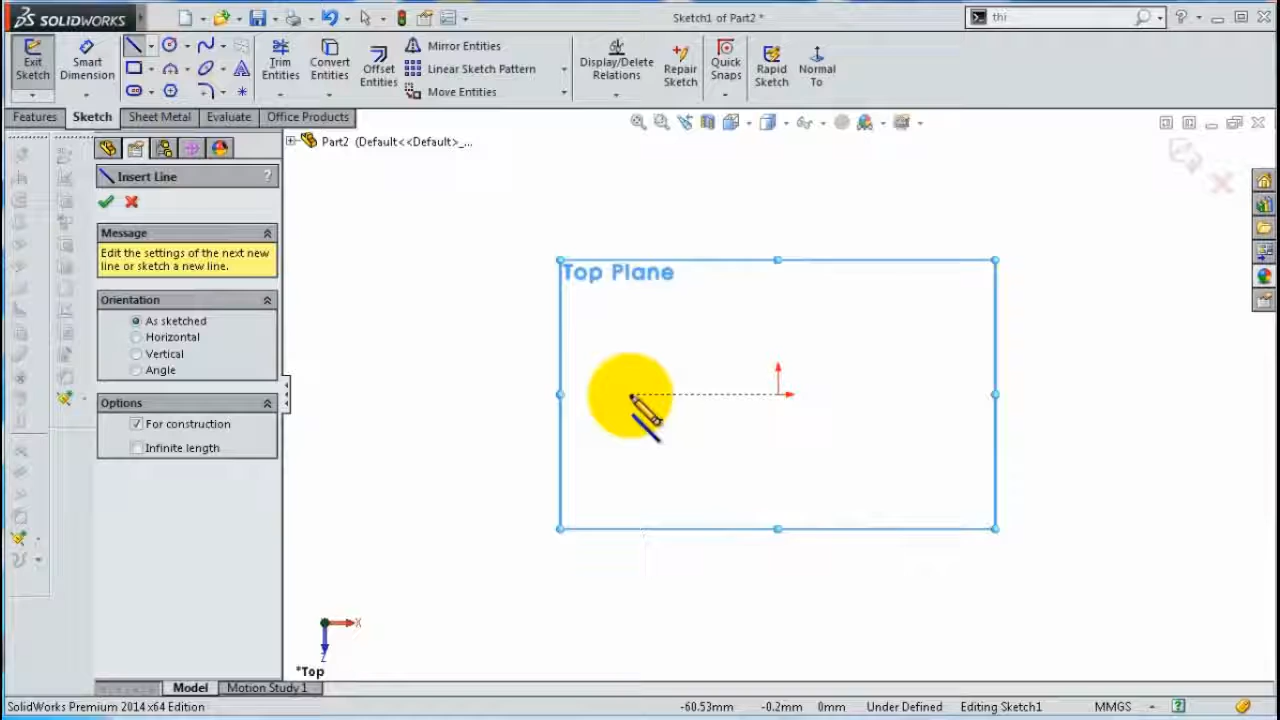 SOLIDWORKS
Sketch1 of Part2 *
thi
Exit Sketch
Smart Dimension
Trim Entities
Convert Entities
Offset Entities
Mirror Entities
Linear Sketch Pattern
Move Entities
Display/Delete Relations
Repair Sketch
Quick Snaps
Rapid Sketch
Normal To
Features
Sketch
Sheet Metal
Evaluate
Office Products
Part2 (Default<<Default>_...
Insert Line
?
Message
Edit the settings of the next new
line or sketch a new line.
Orientation
As sketched
Horizontal
Vertical
Angle
Options
For construction
Infinite length
Top Plane
X
Z
*Top
Model
Motion Study 1
SolidWorks Premium 2014 x64 Edition
-60.53mm
-0.2mm
0mm
Under Defined
Editing Sketch1
MMGS
?